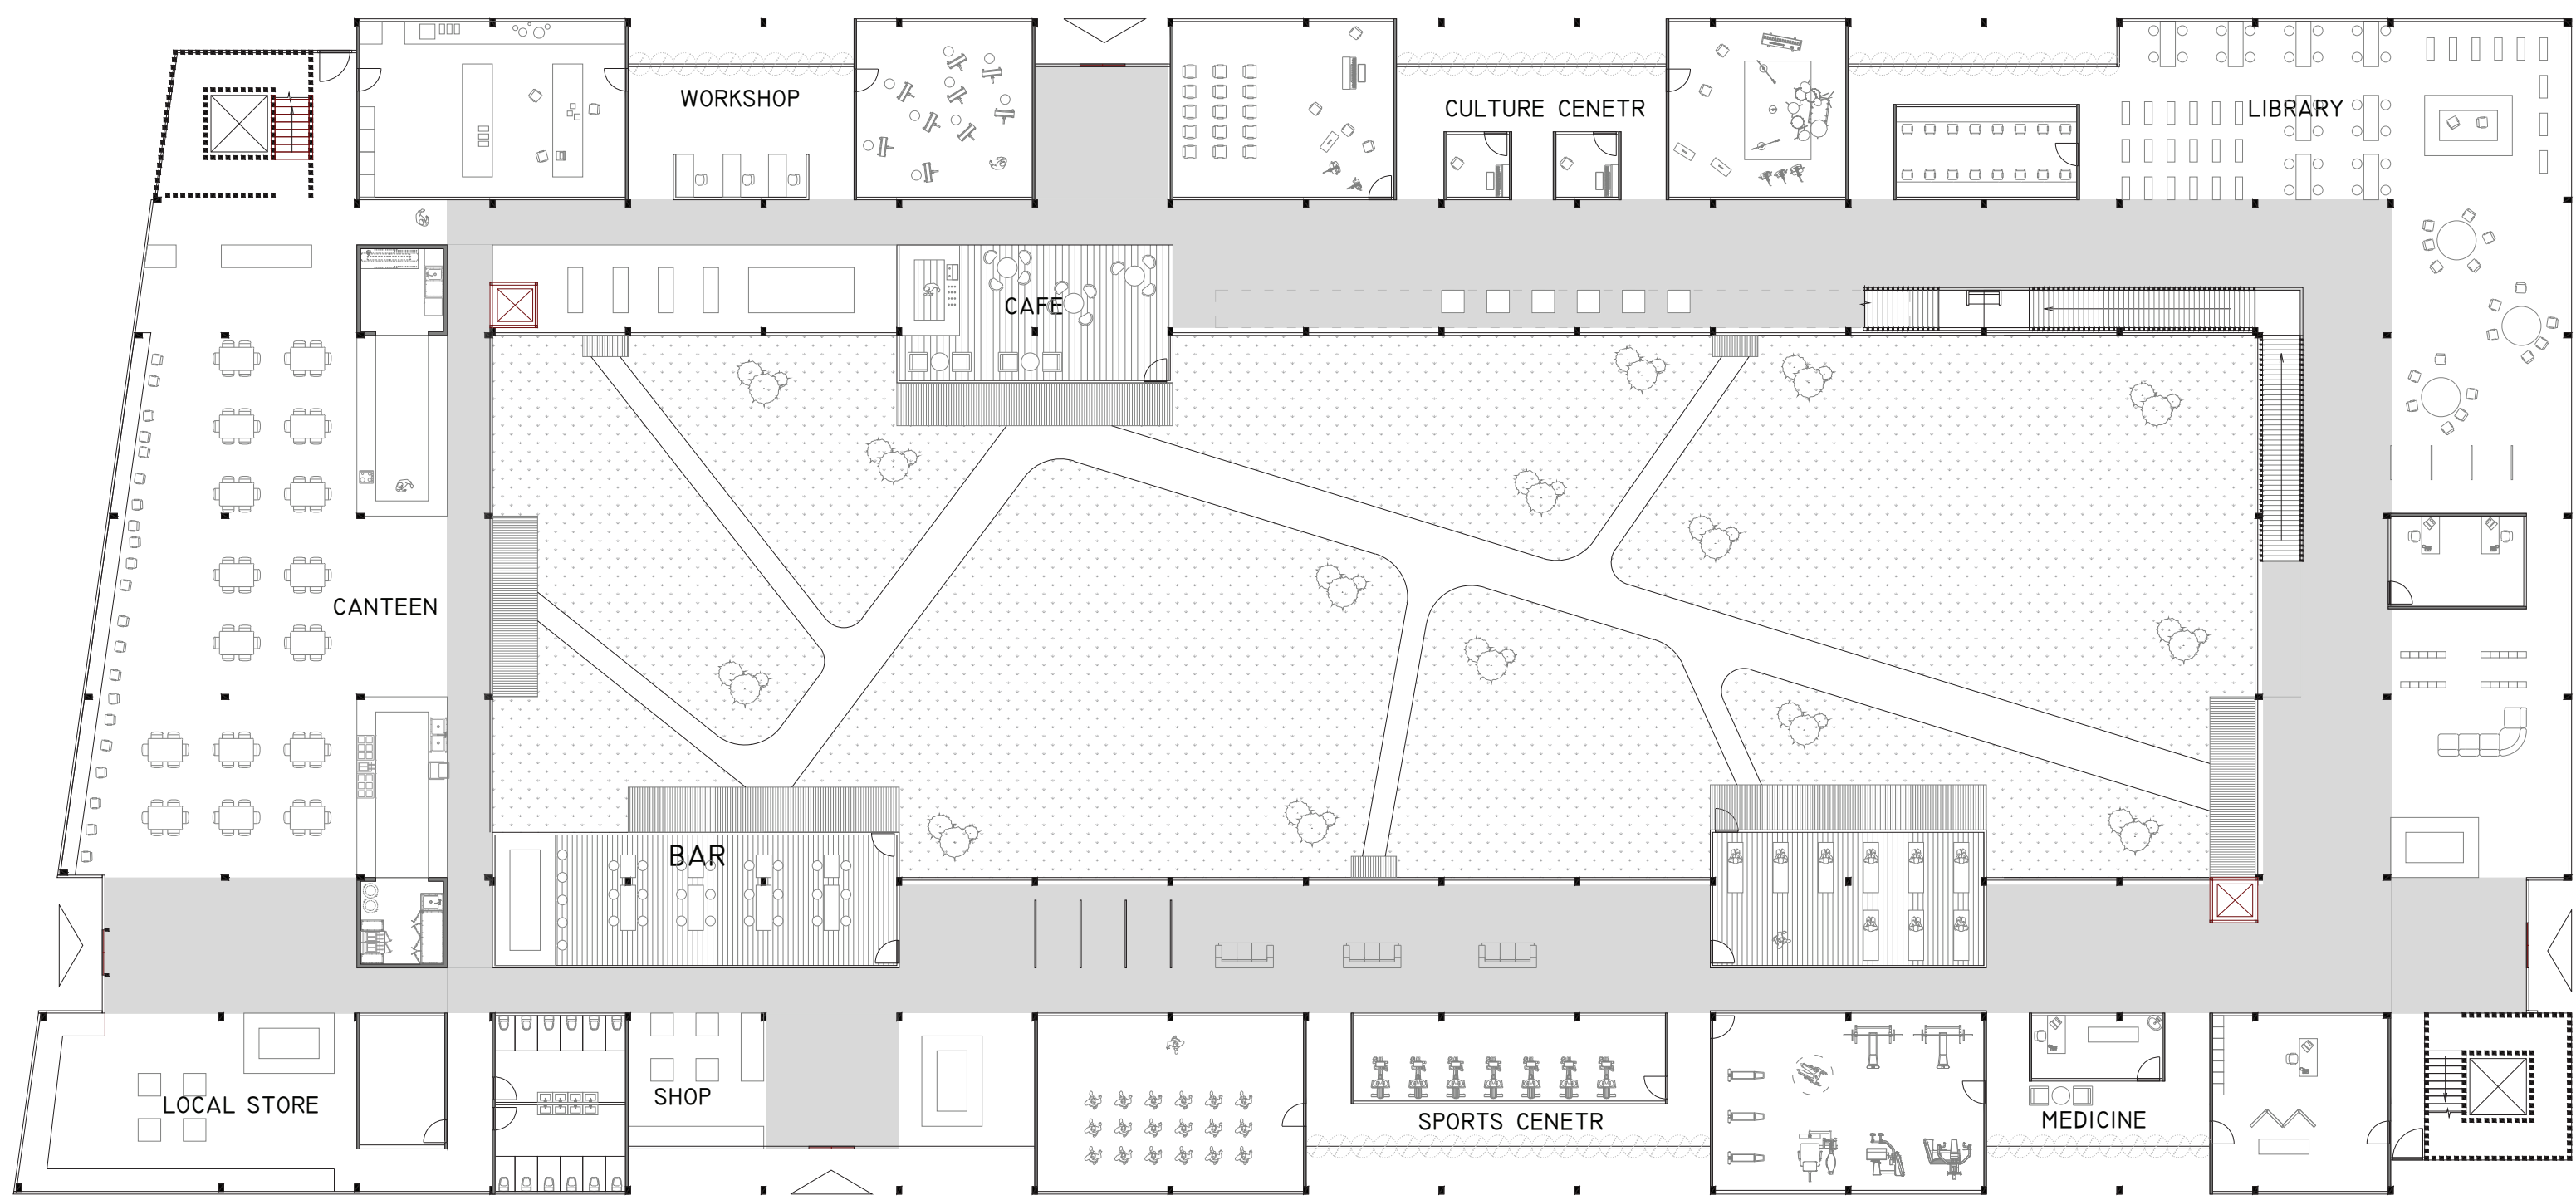 WORKSHOP
CULTURE CENETR
LIBRARY
CAFE
CANTEEN
BAR
LOCAL STORE
SHOP
SPORTS CENETR
MEDICINE